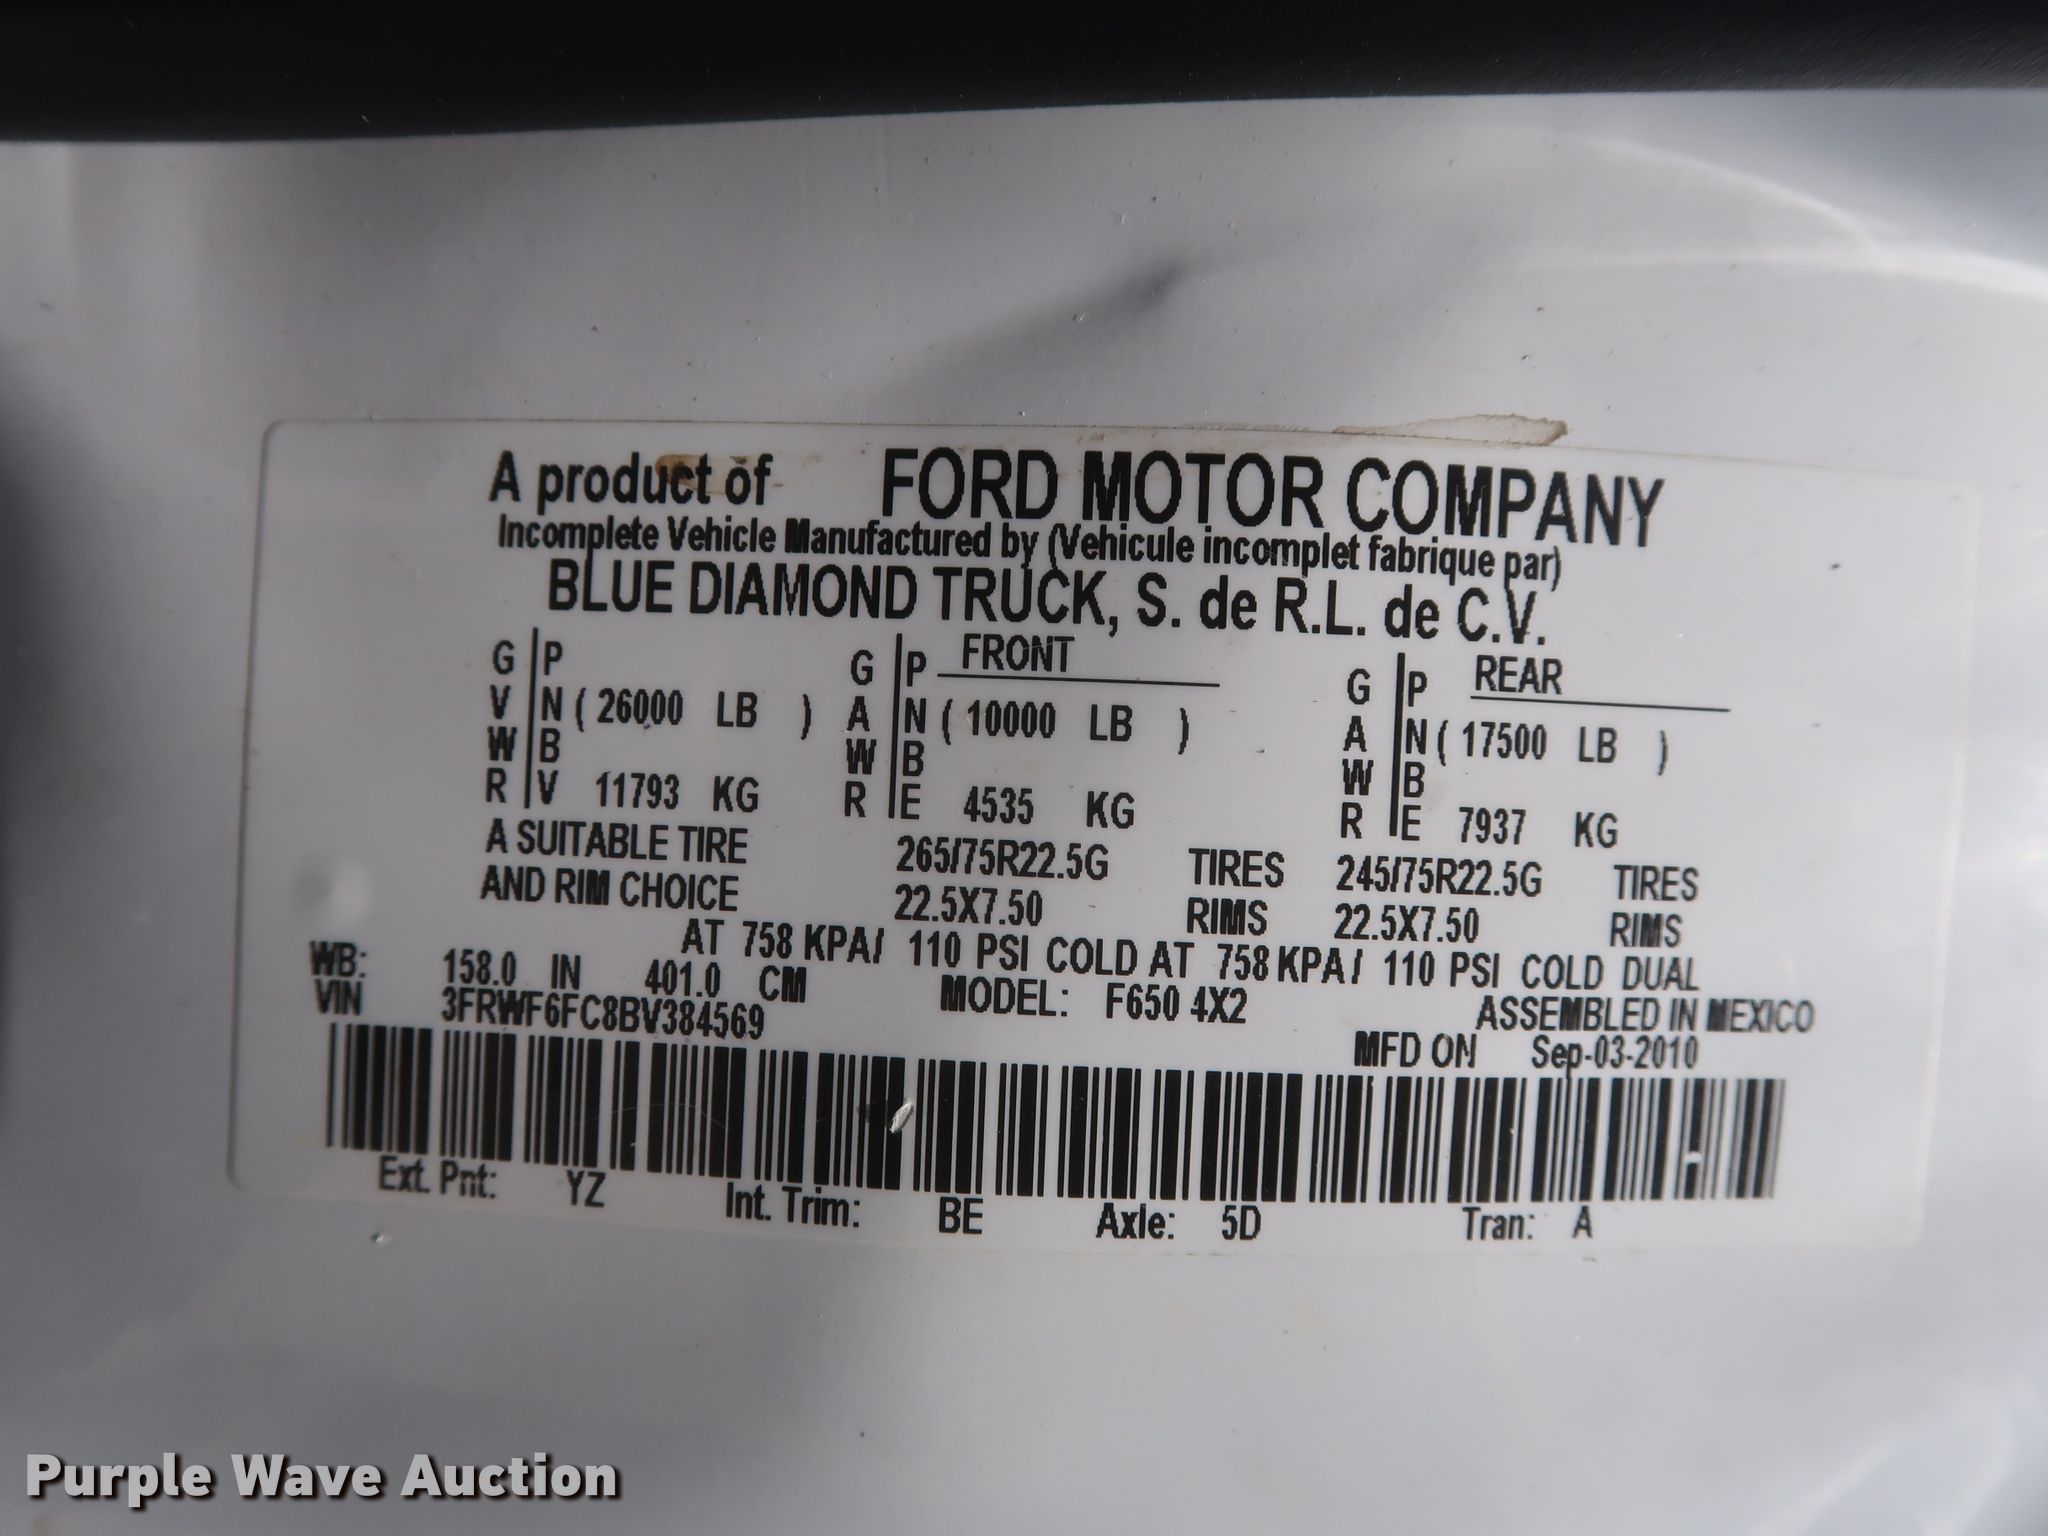 A product of FORD MOTOR COMPANY
Incomplete Vehicle Manufactured by (Vehicule incomplet fabrique par)
BLUE DIAMOND TRUCK, S. de R.L. de C.V.
G P G P FRONT G P REAR
V N ( 26000 LB ) A N ( 10000 LB ) A N ( 17500 LB )
W B W B W B
R V 11793 KG R E 4535 KG R E 7937 KG
A SUITABLE TIRE 265/75R22.5G TIRES 245/75R22.5G TIRES
AND RIM CHOICE 22.5X7.50 RIMS 22.5X7.50 RIMS
AT 758 KPA/ 110 PSI COLD AT 758 KPA/ 110 PSI COLD DUAL
WB: 158.0 IN 401.0 CM MODEL: F650 4X2 ASSEMBLED IN MEXICO
VIN 3FRWF6FC8BV384569 MFD ON Sep-03-2010
Ext. Pnt: YZ Int. Trim: BE Axle: 5D Tran: A
Purple Wave Auction